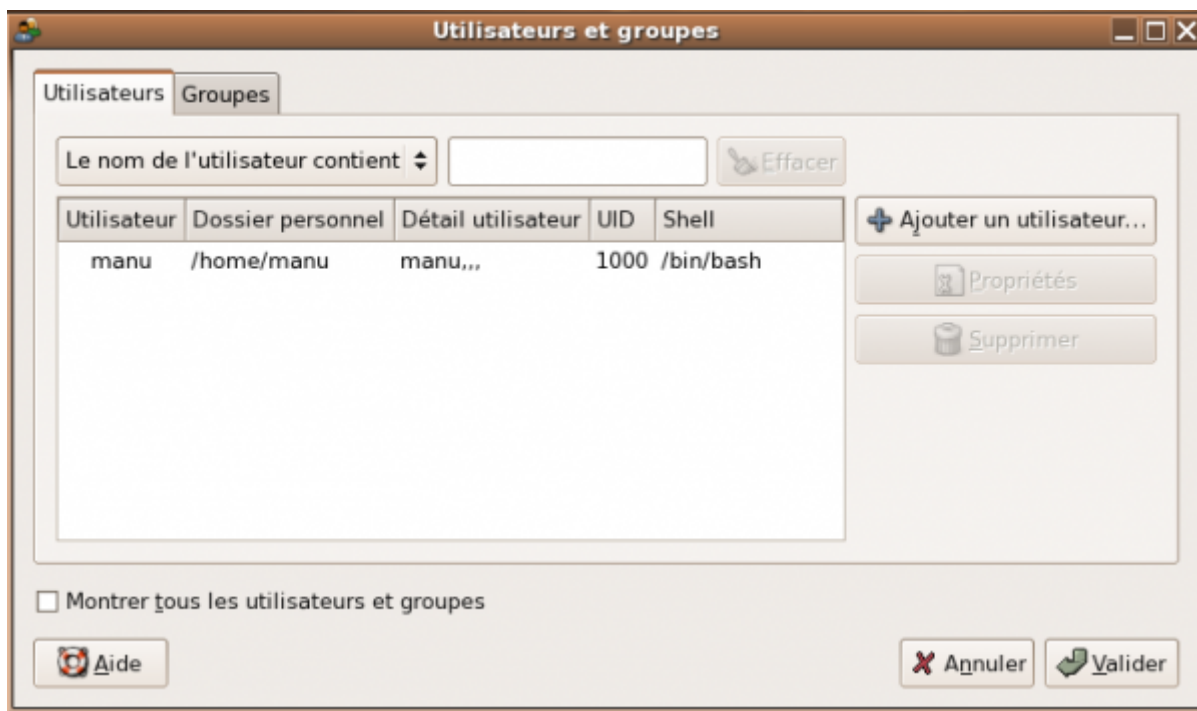 Utilisateurs et groupes
Utilisateurs Groupes
Le nom de l'utilisateur contient Effacer
Utilisateur Dossier personnel Détail utilisateur UID Shell
manu /home/manu manu,,, 1000 /bin/bash
Ajouter un utilisateur...
Propriétés
Supprimer
Montrer tous les utilisateurs et groupes
Aide Annuler Valider